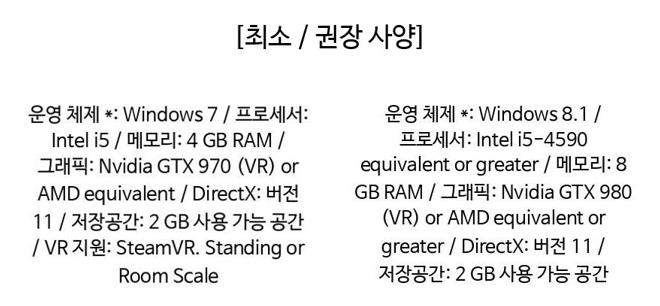 [최소 / 권장 사양]
운영 체제 *: Windows 7 / 프로세서:
Intel i5 / 메모리: 4 GB RAM /
그래픽: Nvidia GTX 970 (VR) or
AMD equivalent / DirectX: 버전
11 / 저장공간: 2 GB 사용 가능 공간
/ VR 지원: SteamVR. Standing or
Room Scale
운영 체제 *: Windows 8.1 /
프로세서: Intel i5-4590
equivalent or greater / 메모리: 8
GB RAM / 그래픽: Nvidia GTX 980
(VR) or AMD equivalent or
greater / DirectX: 버전 11 /
저장공간: 2 GB 사용 가능 공간